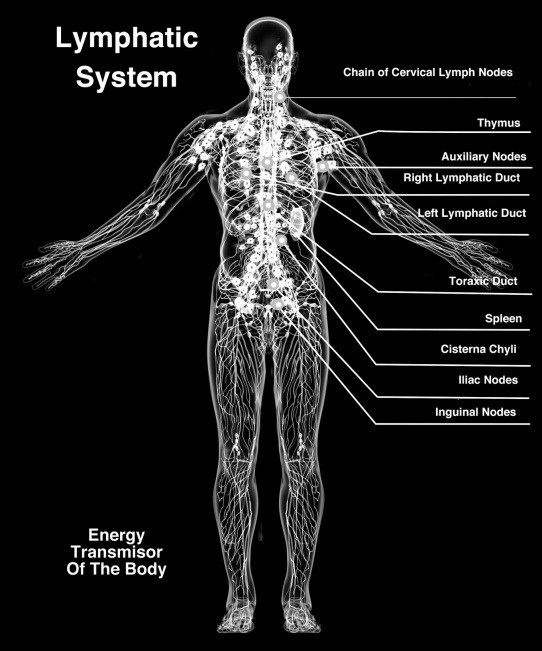 Lymphatic
System
Chain of Cervical Lymph Nodes
Thymus
Auxiliary Nodes
Right Lymphatic Duct
Left Lymphatic Duct
Toraxic Duct
Spleen
Cisterna Chyli
Iliac Nodes
Inguinal Nodes
Energy
Transmisor
Of The Body